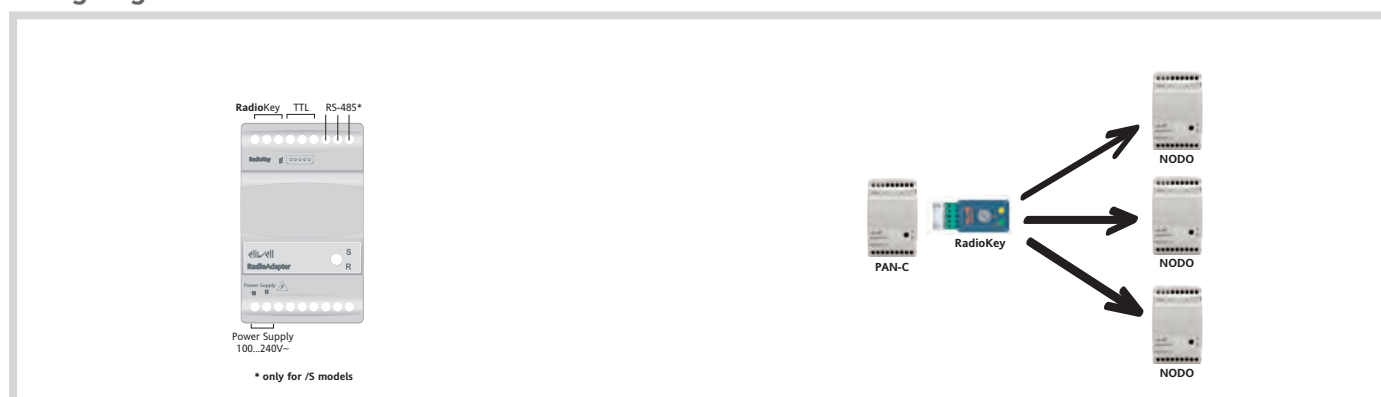 RadioKey TTL RS-485*
RadioKey
eliwell
RadioAdapter
S
R
Power Supply
Power Supply
100...240V~
* only for /S models
PAN-C
RadioKey
NODO
NODO
NODO